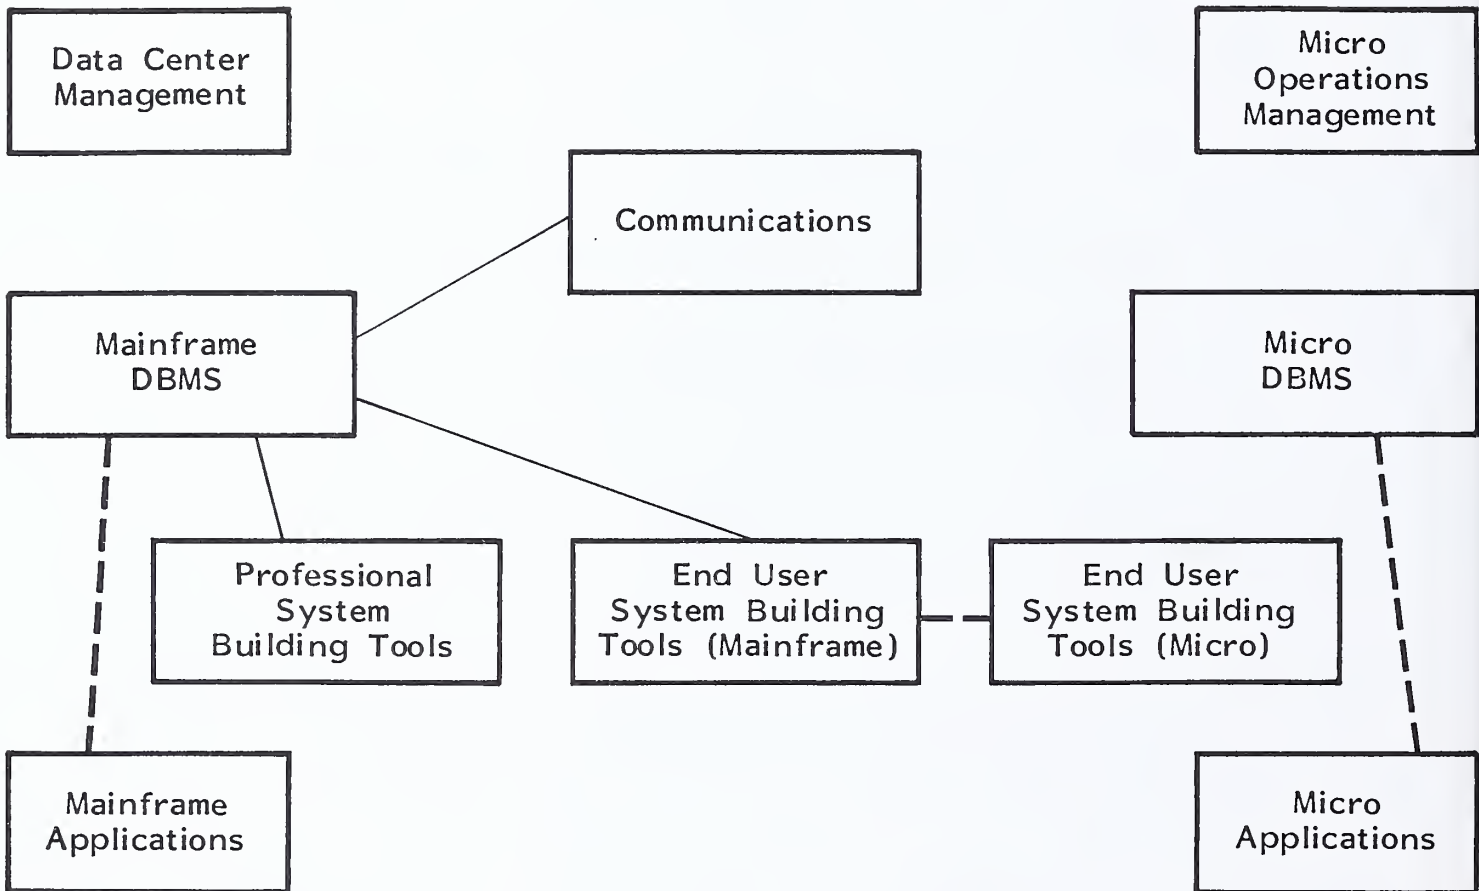 Data Center
Management
Micro
Operations
Management
Communications
Mainframe
DBMS
Micro
DBMS
Professional
System
Building Tools
End User
System Building
Tools (Mainframe)
End User
System Building
Tools (Micro)
Mainframe
Applications
Micro
Applications